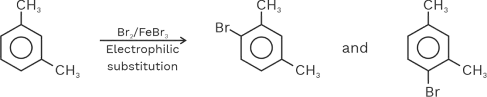 CH₃
CH₃
Br₂/FeBr₃
Electrophilic
substitution
Br
CH₃
CH₃
and
CH₃
CH₃
Br